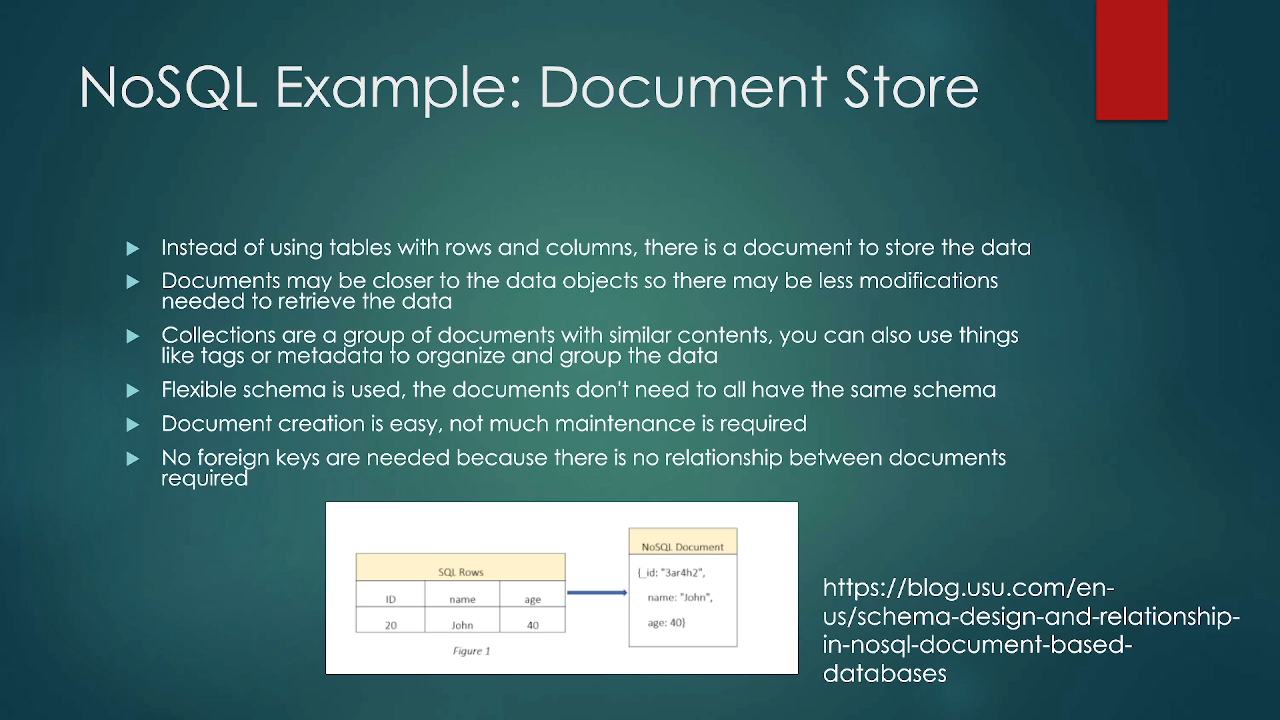 NoSQL Example: Document Store
Instead of using tables with rows and columns, there is a document to store the data
Documents may be closer to the data objects so there may be less modifications
needed to retrieve the data
Collections are a group of documents with similar contents, you can also use things
like tags or metadata to organize and group the data
Flexible schema is used, the documents don't need to all have the same schema
Document creation is easy, not much maintenance is required
No foreign keys are needed because there is no relationship between documents
required
SQL Rows
ID name age
20 John 40
Figure 1
NoSQL Document
{_id: "3ar4h2",
name: "John",
age: 40}
https://blog.usu.com/en-
us/schema-design-and-relationship-
in-nosql-document-based-
databases